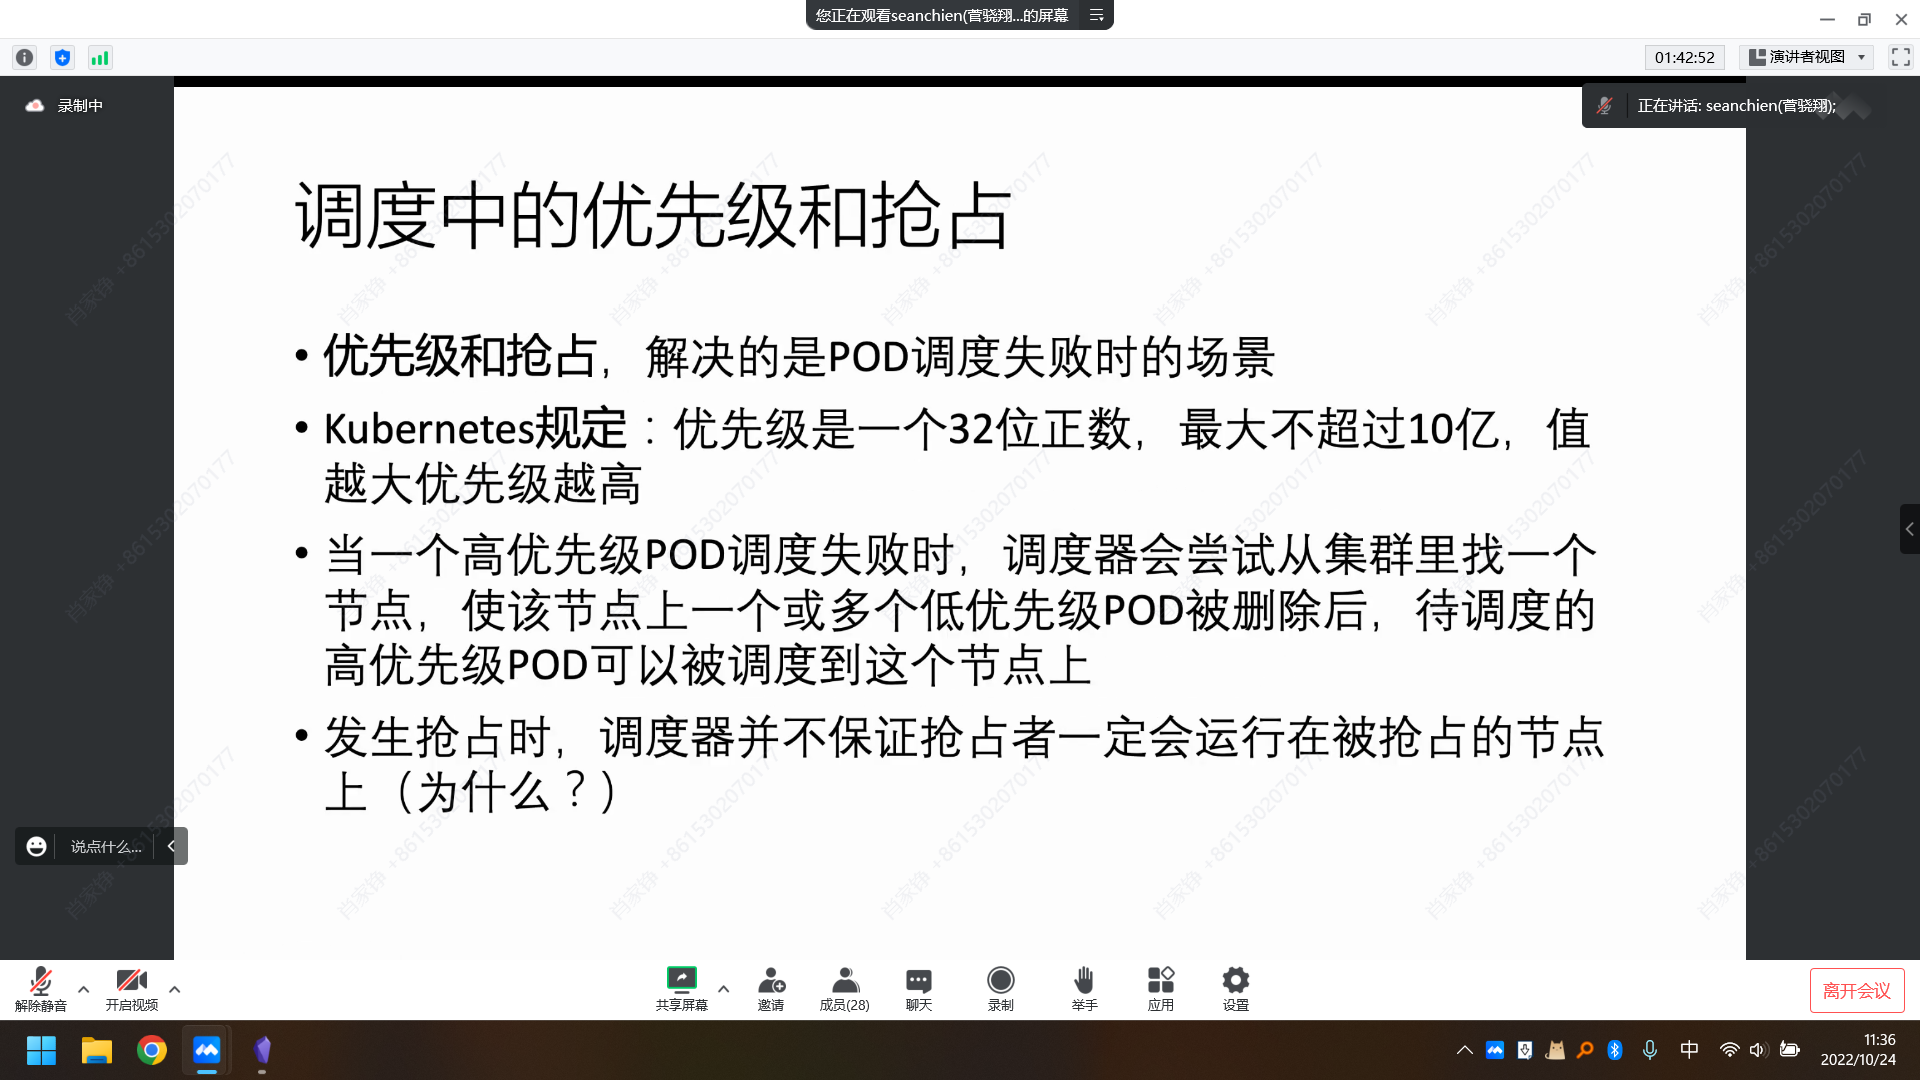 您正在观看seanchien(菅骁翔...的屏幕
01:42:52
演讲者视图
录制中
正在讲话: seanchien(菅骁翔);
调度中的优先级和抢占
• 优先级和抢占，解决的是POD调度失败时的场景
• Kubernetes规定：优先级是一个32位正数，最大不超过10亿，值
越大优先级越高
• 当一个高优先级POD调度失败时，调度器会尝试从集群里找一个
节点，使该节点上一个或多个低优先级POD被删除后，待调度的
高优先级POD可以被调度到这个节点上
• 发生抢占时，调度器并不保证抢占者一定会运行在被抢占的节点
上（为什么？）
肖家铮 +8615302070177
说点什么...
解除静音
开启视频
共享屏幕
邀请
成员(28)
聊天
录制
举手
应用
设置
离开会议
中
11:36
2022/10/24